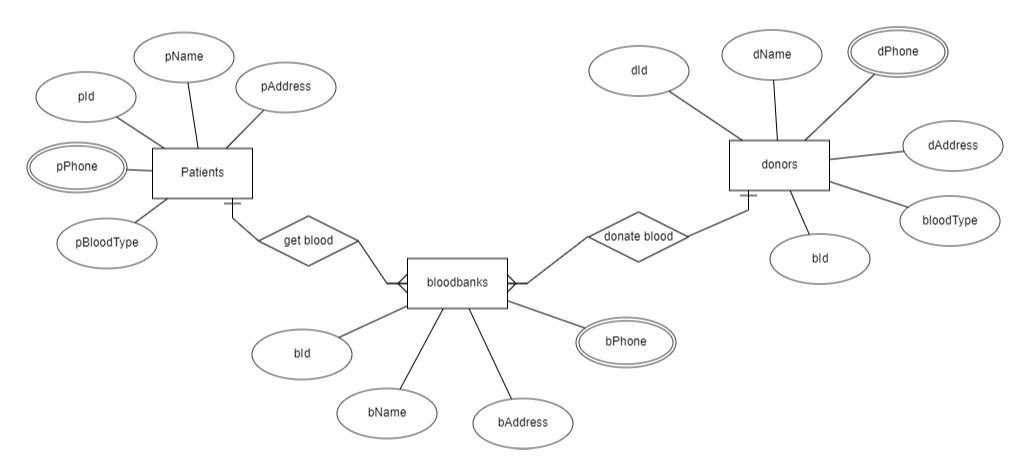 pName
dName
dPhone
dId
pAddress
pId
dAddress
pPhone
Patients
donors
bloodType
pBloodType
get blood
donate blood
bId
bloodbanks
bId
bPhone
bName
bAddress